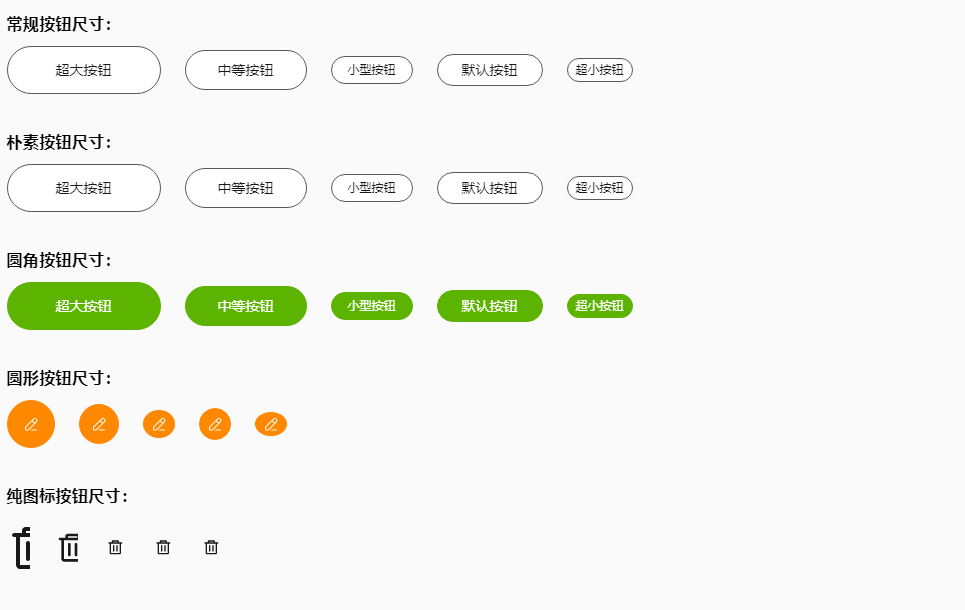 常规按钮尺寸：
超大按钮 中等按钮 小型按钮 默认按钮 超小按钮
朴素按钮尺寸：
超大按钮 中等按钮 小型按钮 默认按钮 超小按钮
圆角按钮尺寸：
超大按钮 中等按钮 小型按钮 默认按钮 超小按钮
圆形按钮尺寸：
纯图标按钮尺寸：